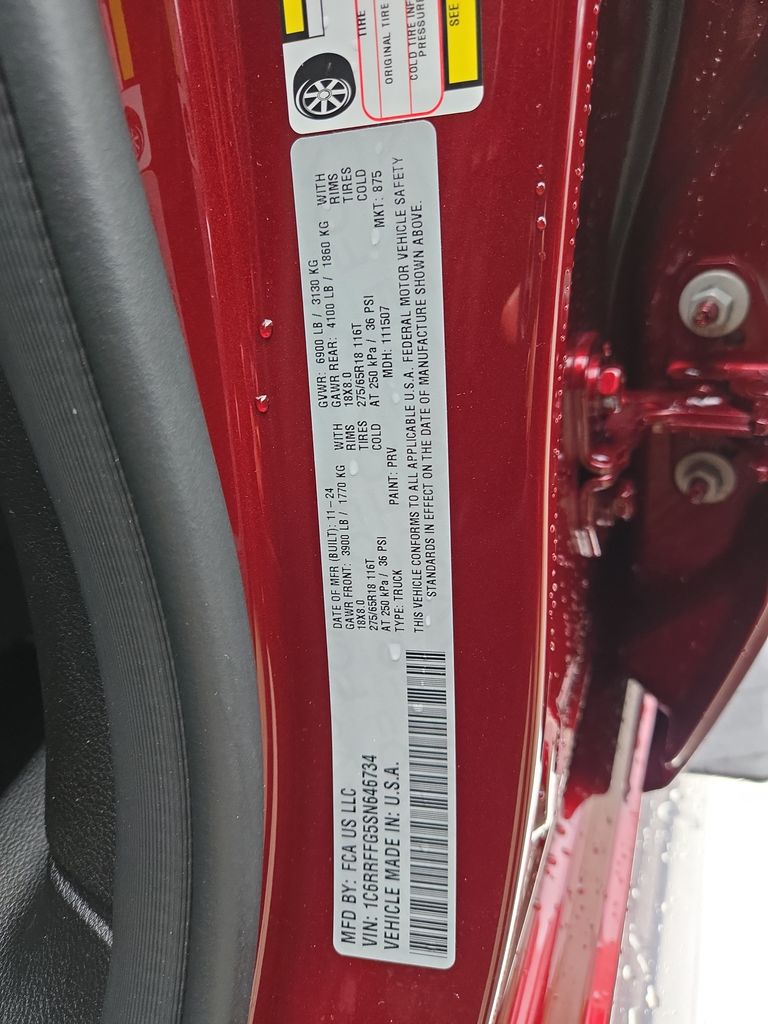 MFD BY: FCA US LLC
VIN: 1C6RRFFG5SN646734
VEHICLE MADE IN: U.S.A.
DATE OF MFR (BUILT): 11-24
GAWR FRONT: 3900 LB / 1770 KG WITH
18X8.0 RIMS
275/65R18 116T TIRES
AT 250 kPa / 36 PSI COLD
TYPE: TRUCK PAINT: PRV
GVWR: 6900 LB / 3130 KG
GAWR REAR: 4100 LB / 1860 KG WITH
18X8.0 RIMS
275/65R18 116T TIRES
AT 250 kPa / 36 PSI COLD
MDH: 111507 MKT: 875
THIS VEHICLE CONFORMS TO ALL APPLICABLE U.S.A. FEDERAL MOTOR VEHICLE SAFETY
STANDARDS IN EFFECT ON THE DATE OF MANUFACTURE SHOWN ABOVE.
TIRE
ORIGINAL TIRE
COLD TIRE INF
PRESSURE
SEE